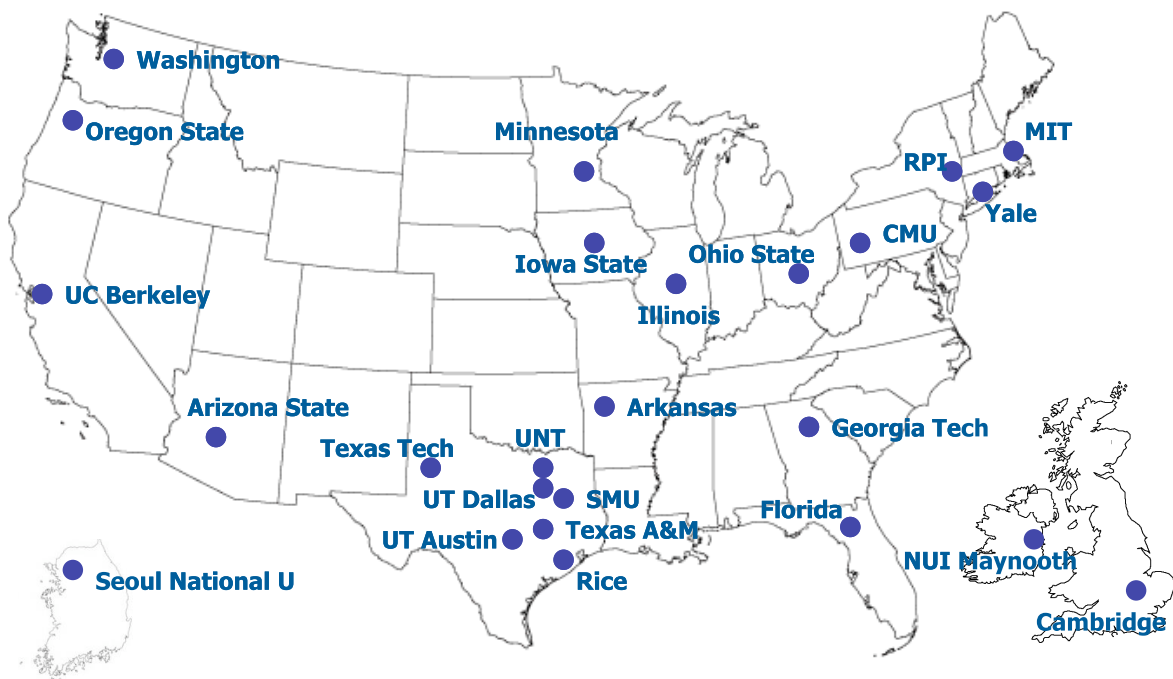 Washington
Oregon State
Minnesota
MIT
RPI
Yale
CMU
Ohio State
Iowa State
UC Berkeley
Illinois
Arizona State
Arkansas
Georgia Tech
UNT
Texas Tech
UT Dallas
SMU
Florida
Texas A&M
UT Austin
NUI Maynooth
Seoul National U
Rice
Cambridge